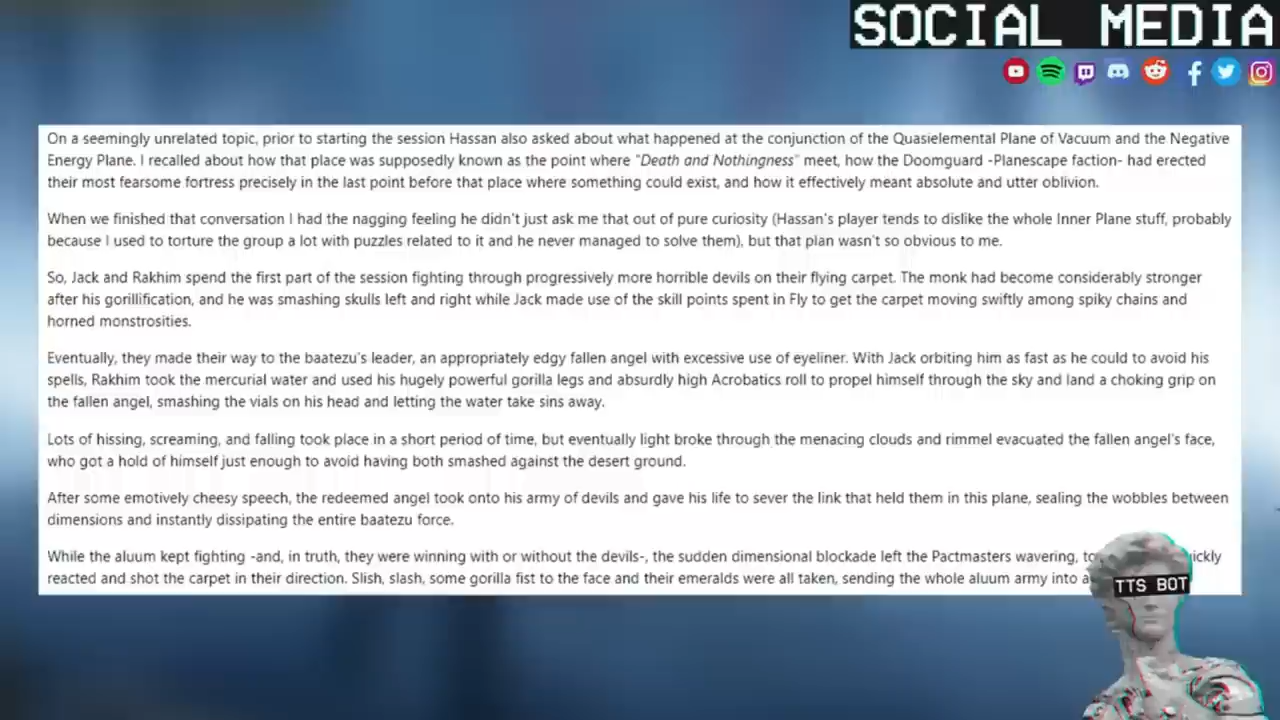 SOCIAL MEDIA
On a seemingly unrelated topic, prior to starting the session Hassan also asked about what happened at the conjunction of the Quasielemental Plane of Vacuum and the Negative
Energy Plane. I recalled about how that place was supposedly known as the point where "Death and Nothingness" meet, how the Doomguard -Planescape faction- had erected
their most fearsome fortress precisely in the last point before that place where something could exist, and how it effectively meant absolute and utter oblivion.
When we finished that conversation I had the nagging feeling he didn't just ask me that out of pure curiosity (Hassan's player tends to dislike the whole Inner Plane stuff, probably
because I used to torture the group a lot with puzzles related to it and he never managed to solve them), but that plan wasn't so obvious to me.
So, Jack and Rakhim spend the first part of the session fighting through progressively more horrible devils on their flying carpet. The monk had become considerably stronger
after his gorillification, and he was smashing skulls left and right while Jack made use of the skill points spent in Fly to get the carpet moving swiftly among spiky chains and
horned monstrosities.
Eventually, they made their way to the baatezu's leader, an appropriately edgy fallen angel with excessive use of eyeliner. With Jack orbiting him as fast as he could to avoid his
spells, Rakhim took the mercurial water and used his hugely powerful gorilla legs and absurdly high Acrobatics roll to propel himself through the sky and land a choking grip on
the fallen angel, smashing the vials on his head and letting the water take sins away.
Lots of hissing, screaming, and falling took place in a short period of time, but eventually light broke through the menacing clouds and rimmel evacuated the fallen angel's face,
who got a hold of himself just enough to avoid having both smashed against the desert ground.
After some emotively cheesy speech, the redeemed angel took onto his army of devils and gave his life to sever the link that held them in this plane, sealing the wobbles between
dimensions and instantly dissipating the entire baatezu force.
While the aluum kept fighting -and, in truth, they were winning with or without the devils-, the sudden dimensional blockade left the Pactmasters wavering,
reacted and shot the carpet in their direction. Slish, slash, some gorilla fist to the face and their emeralds were all taken, sending the whole aluum army into
TTS BOT